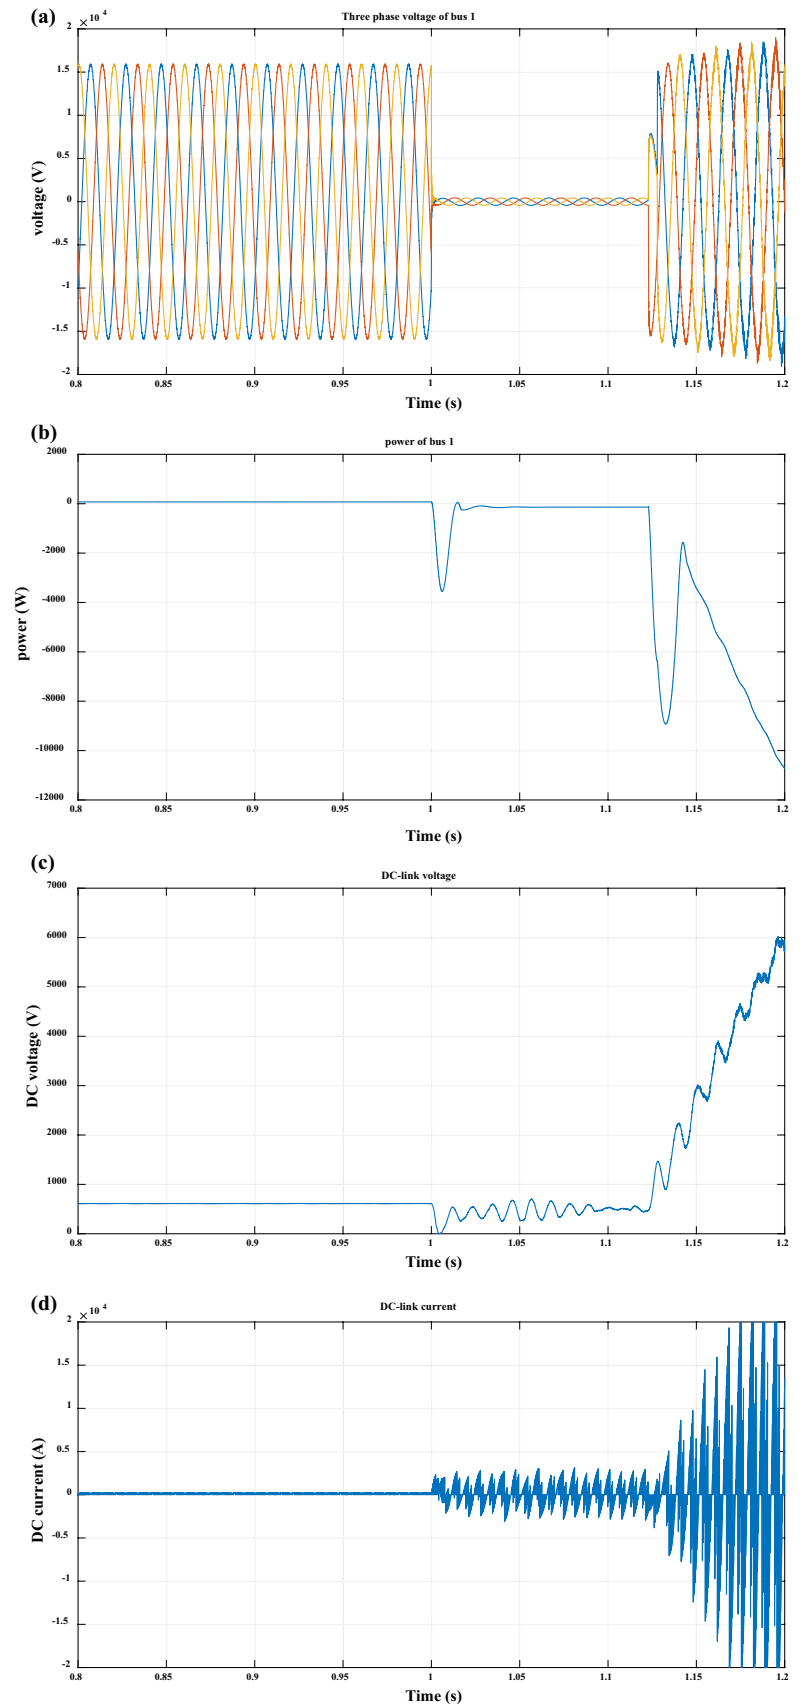 (a)
Three phase voltage of bus 1
×10 4
2
1.5
1
0.5
0
-0.5
-1
-1.5
-2
voltage (V)
0.8 0.85 0.9 0.95 1 1.05 1.1 1.15 1.2
Time (s)
(b)
power of bus 1
2000
0
-2000
-4000
-6000
-8000
-10000
-12000
power (W)
0.8 0.85 0.9 0.95 1 1.05 1.1 1.15 1.2
Time (s)
(c)
DC-link voltage
7000
6000
5000
4000
3000
2000
1000
0
DC voltage (V)
0.8 0.85 0.9 0.95 1 1.05 1.1 1.15 1.2
Time (s)
(d)
DC-link current
×10 4
2
1.5
1
0.5
0
-0.5
-1
-1.5
-2
DC current (A)
0.8 0.85 0.9 0.95 1 1.05 1.1 1.15 1.2
Time (s)